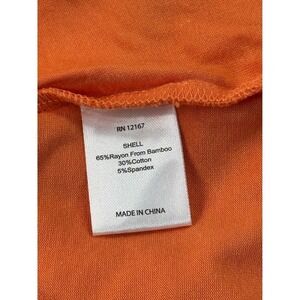 RN 12167
SHELL
65%Rayon From Bamboo
30%Cotton
5%Spandex
MADE IN CHINA